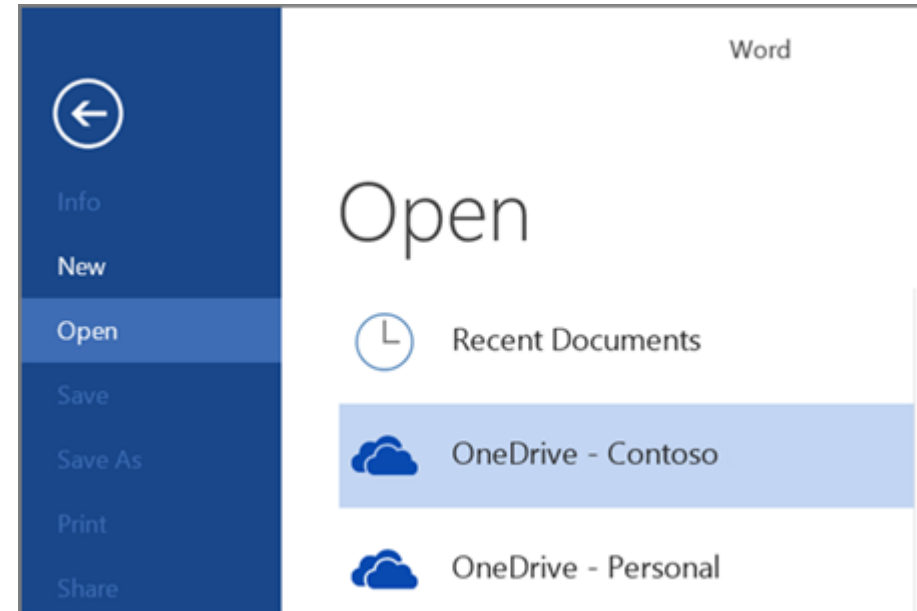 Word
Info
New
Open
Save
Save As
Print
Share
Open
Recent Documents
OneDrive - Contoso
OneDrive - Personal